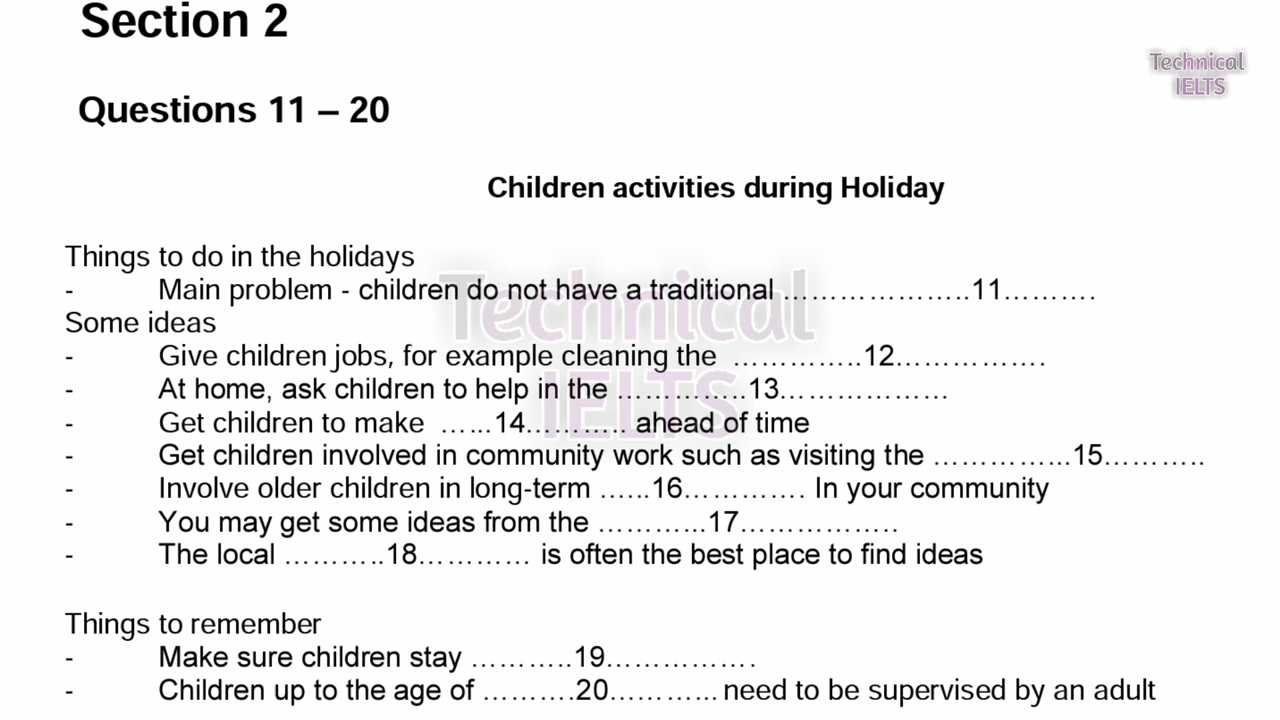 Section 2
Technical
IELTS
Questions 11 – 20
Children activities during Holiday
Things to do in the holidays
- Main problem - children do not have a traditional ………………..11……….
Some ideas
- Give children jobs, for example cleaning the …………..12…………….
- At home, ask children to help in the …………..13………………
- Get children to make …...14……….. ahead of time
- Get children involved in community work such as visiting the …………...15………..
- Involve older children in long-term …...16…………. In your community
- You may get some ideas from the ………...17……………..
- The local ………..18………… is often the best place to find ideas
Technical
IELTS
Things to remember
- Make sure children stay ………..19…………….
- Children up to the age of ……….20………... need to be supervised by an adult